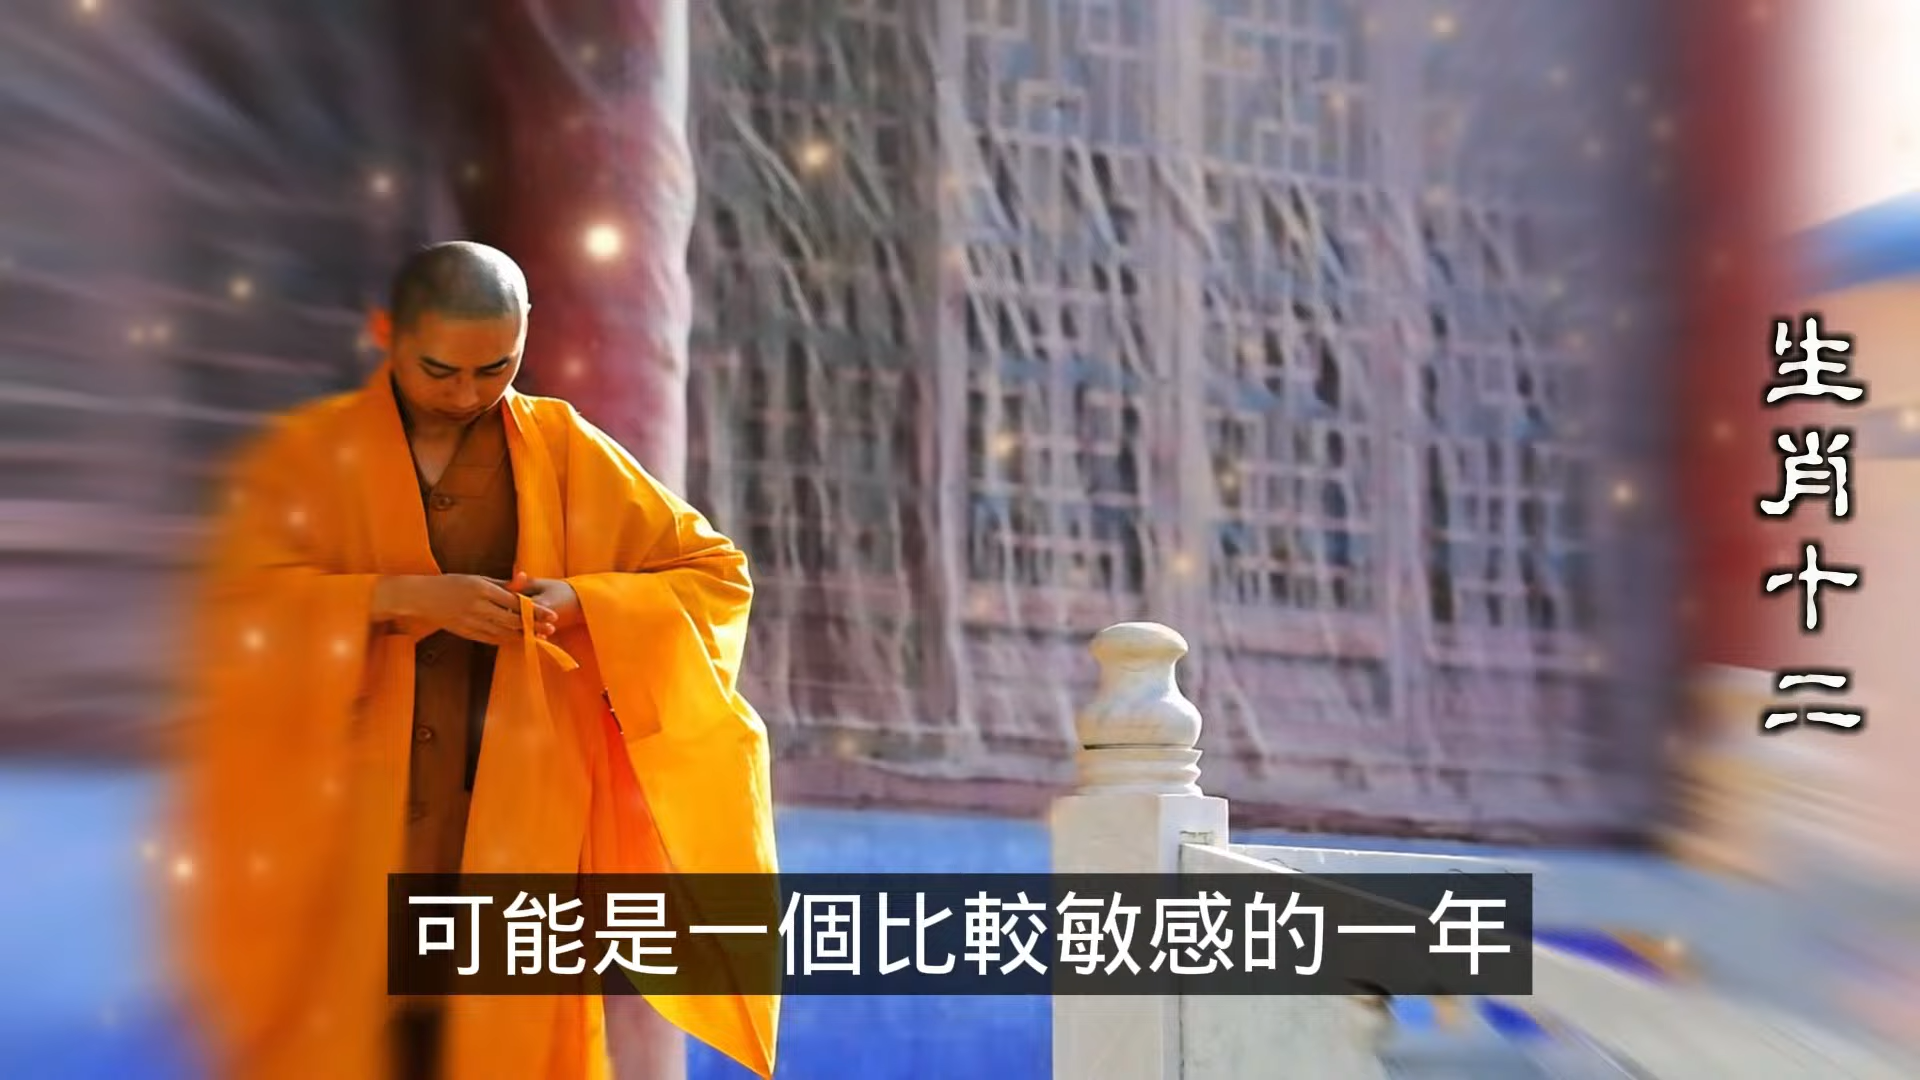 生肖十二
可能是一個比較敏感的一年